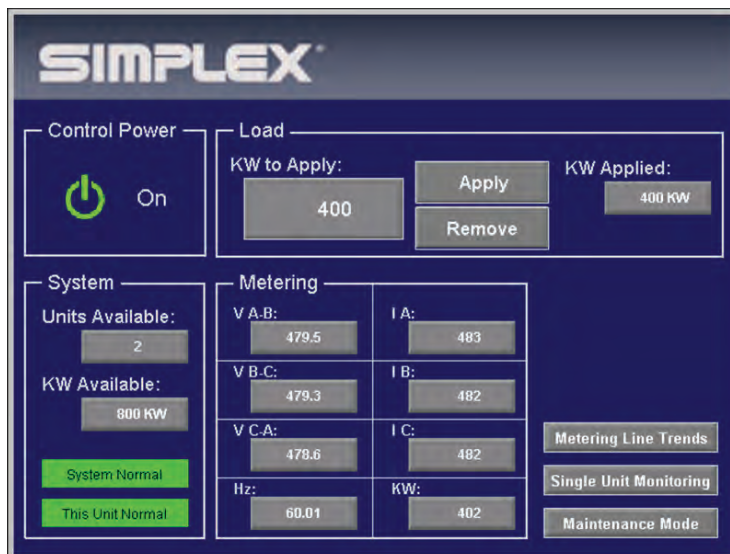 SIMPLEX
Control Power
On
Load
KW to Apply:
400
Apply
Remove
KW Applied:
400 KW
System
Units Available:
2
KW Available:
800 KW
System Normal
This Unit Normal
Metering
V A-B:
479.5
I A:
483
V B-C:
479.3
I B:
482
V C-A:
478.6
I C:
482
Hz:
60.01
KW:
402
Metering Line Trends
Single Unit Monitoring
Maintenance Mode